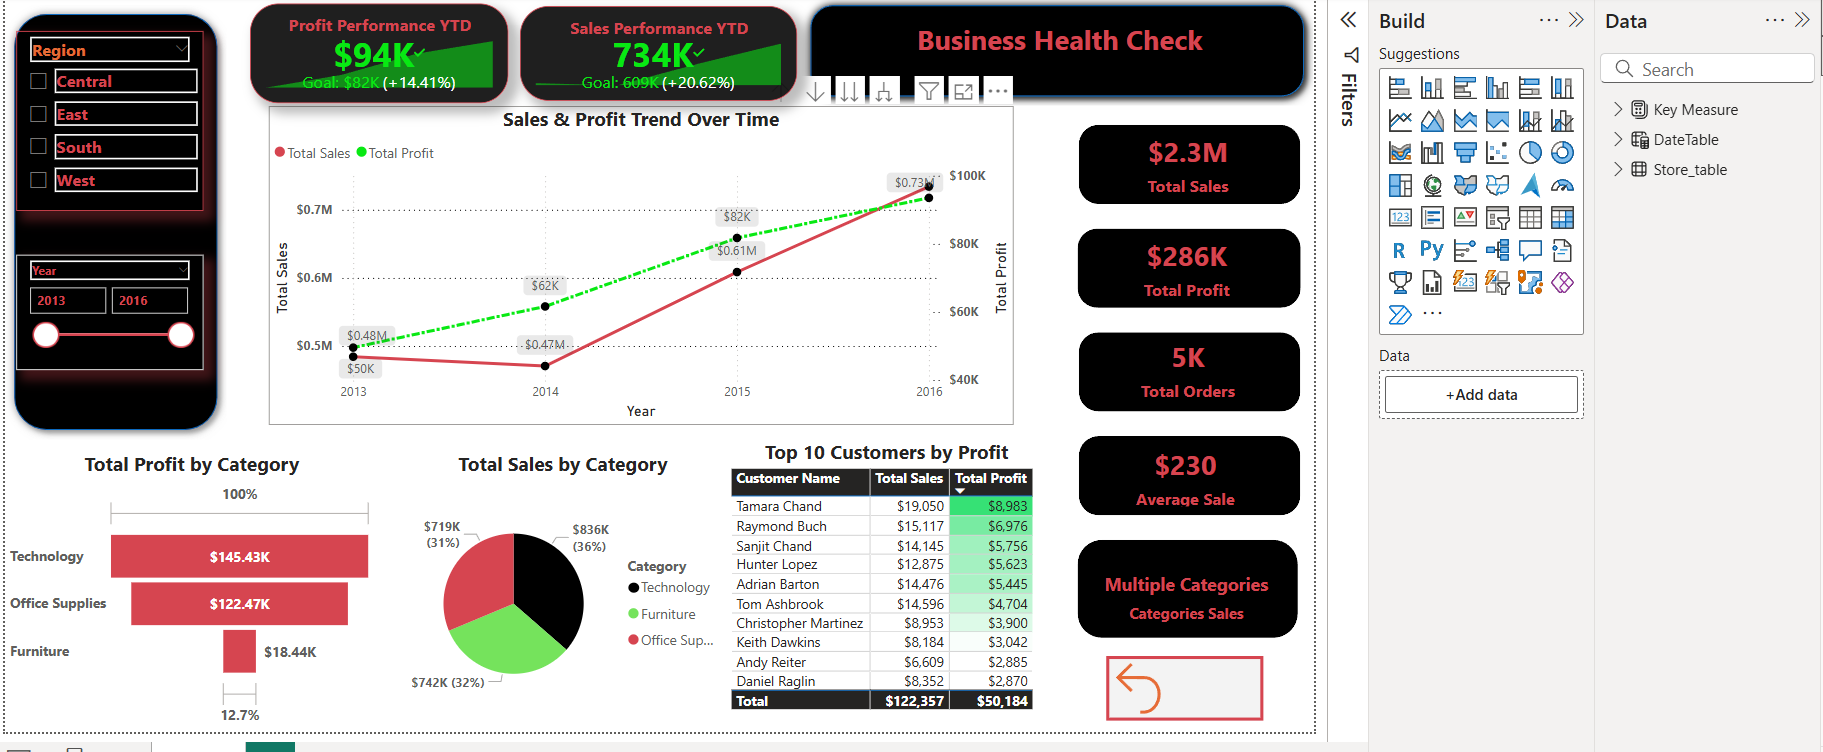 Region
Central
East
South
West
Year
2013
2016
Profit Performance YTD
$94K
Goal: $82K (+14.41%)
Sales Performance YTD
734K
Goal: 609K (+20.62%)
Business Health Check
Sales & Profit Trend Over Time
Total Sales
Total Profit
$0.7M
$0.6M
$0.5M
Total Sales
$100K
$80K
$60K
$40K
Total Profit
$0.48M
$50K
$62K
$0.47M
$82K
$0.61M
$0.73M
2013
2014
2015
2016
Year
$2.3M
Total Sales
$286K
Total Profit
5K
Total Orders
$230
Average Sale
Multiple Categories
Categories Sales
Total Profit by Category
100%
Technology
$145.43K
Office Supplies
$122.47K
Furniture
$18.44K
12.7%
Total Sales by Category
$719K
(31%)
$836K
(36%)
$742K (32%)
Category
Technology
Furniture
Office Sup...
Top 10 Customers by Profit
Customer Name Total Sales Total Profit
Tamara Chand $19,050 $8,983
Raymond Buch $15,117 $6,976
Sanjit Chand $14,145 $5,756
Hunter Lopez $12,875 $5,623
Adrian Barton $14,476 $5,445
Tom Ashbrook $14,596 $4,704
Christopher Martinez $8,953 $3,900
Keith Dawkins $8,184 $3,042
Andy Reiter $6,609 $2,885
Daniel Raglin $8,352 $2,870
Total $122,357 $50,184
Filters
Build
Suggestions
123
R
Py
123
Data
+Add data
Data
Search
Key Measure
DateTable
Store_table